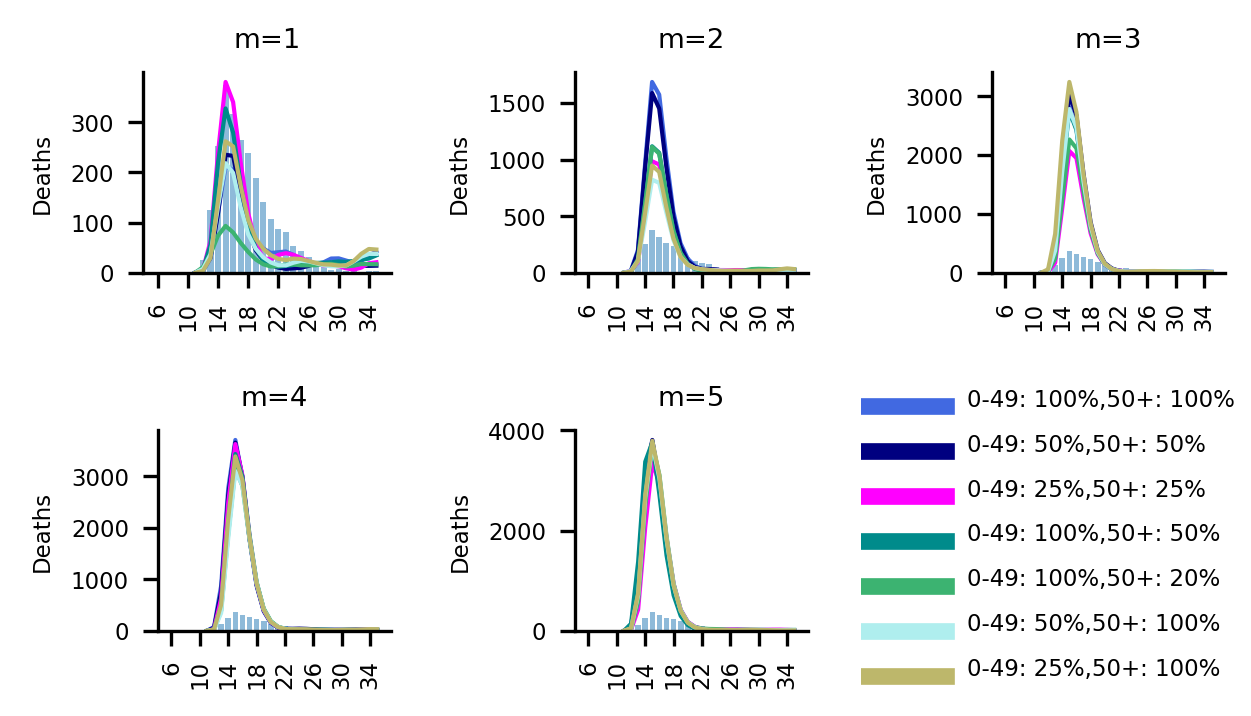 m=1
Deaths
300
200
100
0
6 10 14 18 22 26 30 34
m=2
Deaths
1500
1000
500
0
6 10 14 18 22 26 30 34
m=3
Deaths
3000
2000
1000
0
6 10 14 18 22 26 30 34
m=4
Deaths
3000
2000
1000
0
6 10 14 18 22 26 30 34
m=5
Deaths
4000
2000
0
6 10 14 18 22 26 30 34
0-49: 100%,50+: 100%
0-49: 50%,50+: 50%
0-49: 25%,50+: 25%
0-49: 100%,50+: 50%
0-49: 100%,50+: 20%
0-49: 50%,50+: 100%
0-49: 25%,50+: 100%